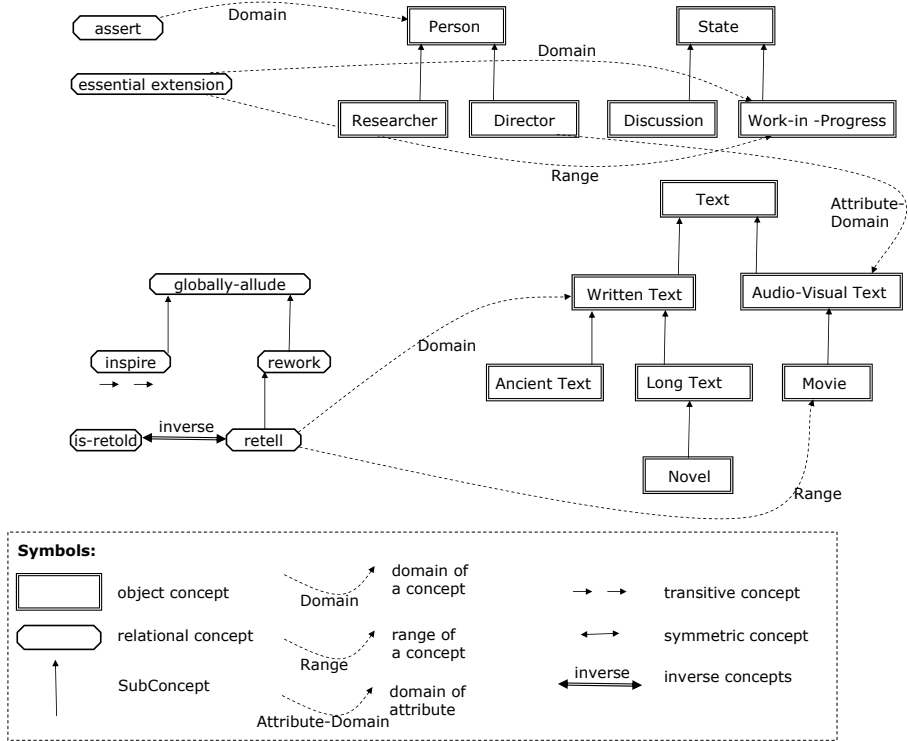 Domain
assert
Person
State
Domain
essential extension
Researcher
Director
Discussion
Work-in -Progress
Range
Text
Attribute-
Domain
globally-allude
Written Text
Audio-Visual Text
Domain
inspire
rework
Ancient Text
Long Text
Movie
inverse
is-retold
retell
Novel
Range
Symbols:
object concept
Domain
domain of
a concept
transitive concept
relational concept
Range
range of
a concept
symmetric concept
SubConcept
Attribute-Domain
domain of
attribute
inverse
inverse concepts